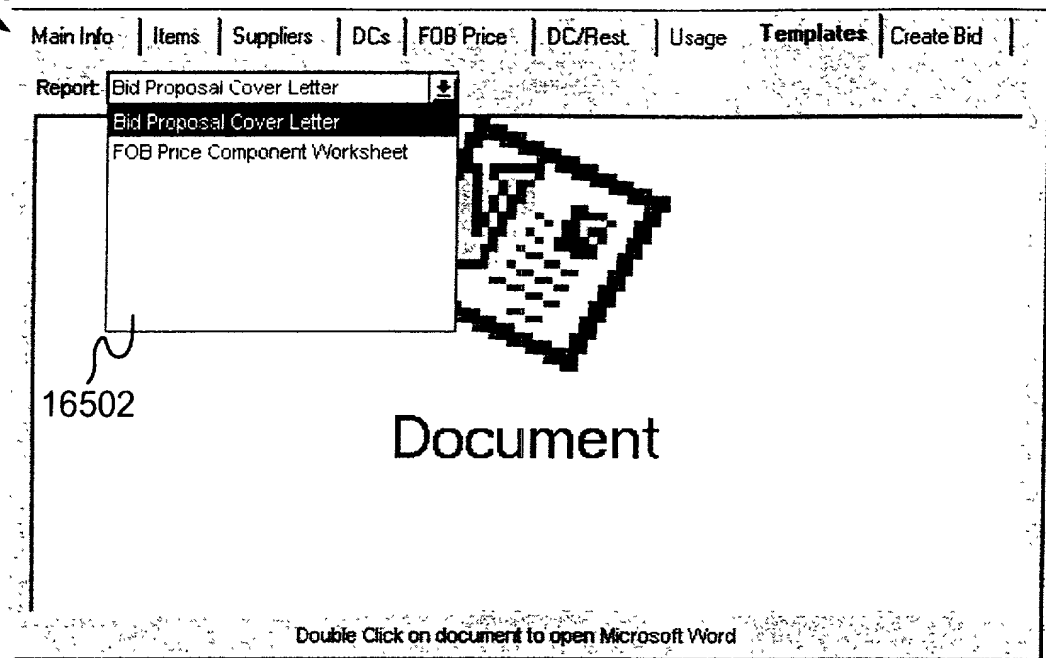 Main Info Items Suppliers DCs FOB Price DC/Rest. Usage Templates Create Bid
Report: Bid Proposal Cover Letter
Bid Proposal Cover Letter
FOB Price Component Worksheet
16502
Document
Double Click on document to open Microsoft Word